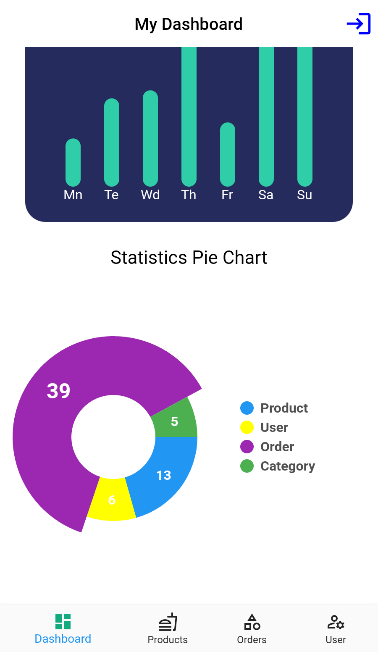 My Dashboard
Mn Te Wd Th Fr Sa Su
Statistics Pie Chart
39
5
13
6
Product
User
Order
Category
Dashboard Products Orders User